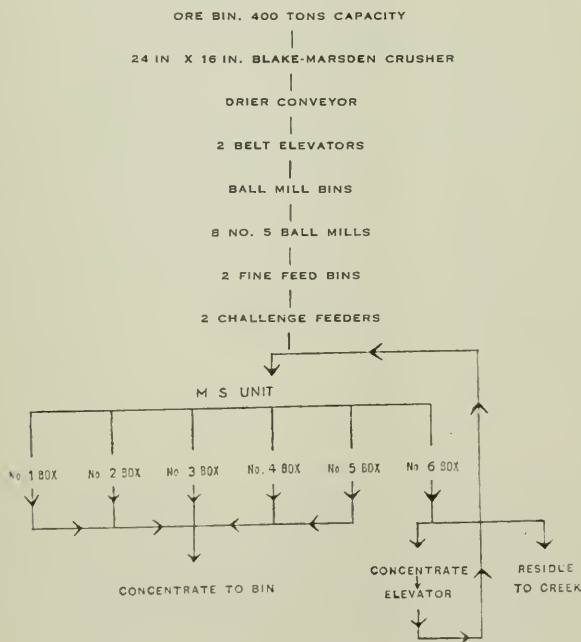 ORE BIN. 400 TONS CAPACITY
24 IN X 16 IN. BLAKE-MARSDEN CRUSHER
DRIER CONVEYOR
2 BELT ELEVATORS
BALL MILL BINS
8 NO. 5 BALL MILLS
2 FINE FEED BINS
2 CHALLENGE FEEDERS
M S UNIT
No 1 BOX No 2 BOX No 3 BOX No. 4 BOX No 5 BOX No 6 BOX
CONCENTRATE TO BIN
CONCENTRATE
ELEVATOR
RESIDUE
TO CREEK